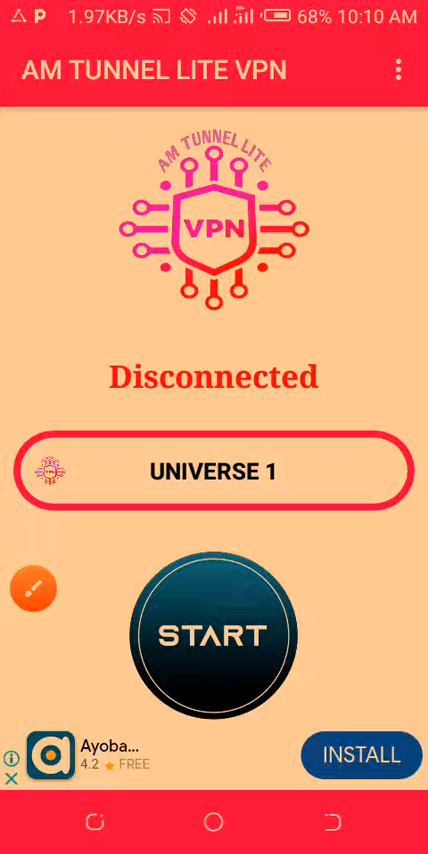 1.97KB/s 68% 10:10 AM
AM TUNNEL LITE VPN
AM TUNNEL LITE
VPN
Disconnected
UNIVERSE 1
START
Ayoba...
4.2 ★ FREE
INSTALL